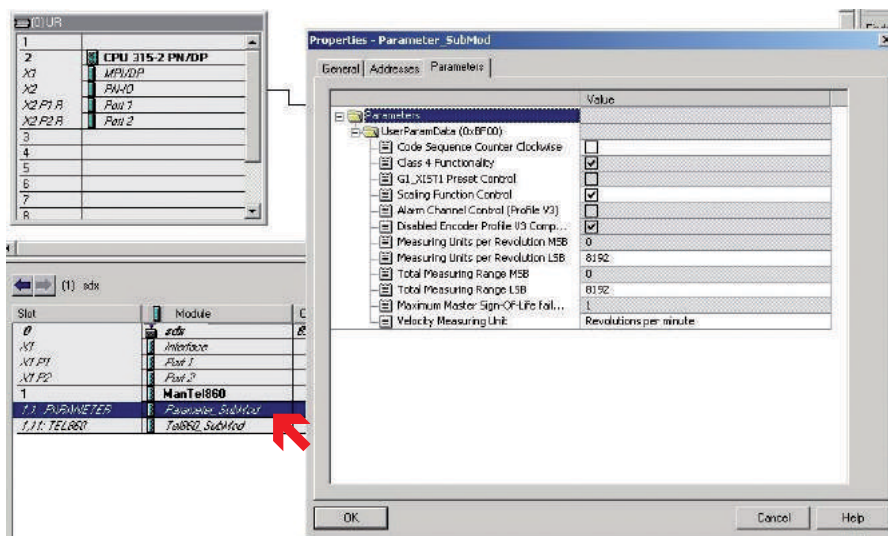 (0) UR
1
2 CPU 315-2 PN/DP
X1 MPI/DP
X2 PN-IO
X2 P1 R Port 1
X2 P2 R Port 2
3
4
5
6
7
8
(1) sdx
Slot Module
0 sdx
X1 Interface
X1 P1 Port 1
X1 P2 Port 2
1 ManTel860
1.1: PARAMETER Parameter_SubMod
1.11: TEL860 Tel860_SubMod
Properties - Parameter_SubMod
General Addresses Parameters
Value
Parameters
UserParamData (0xBF00)
Code Sequence Counter Clockwise
Class 4 Functionality
G1_XIST1 Preset Control
Scaling Function Control
Alarm Channel Control (Profile V3)
Disabled Encoder Profile V3 Comp...
Measuring Units per Revolution MSB 0
Measuring Units per Revolution LSB 8192
Total Measuring Range MSB 0
Total Measuring Range LSB 8192
Maximum Master Sign-Of-Life fail... 1
Velocity Measuring Unit Revolutions per minute
OK Cancel Help